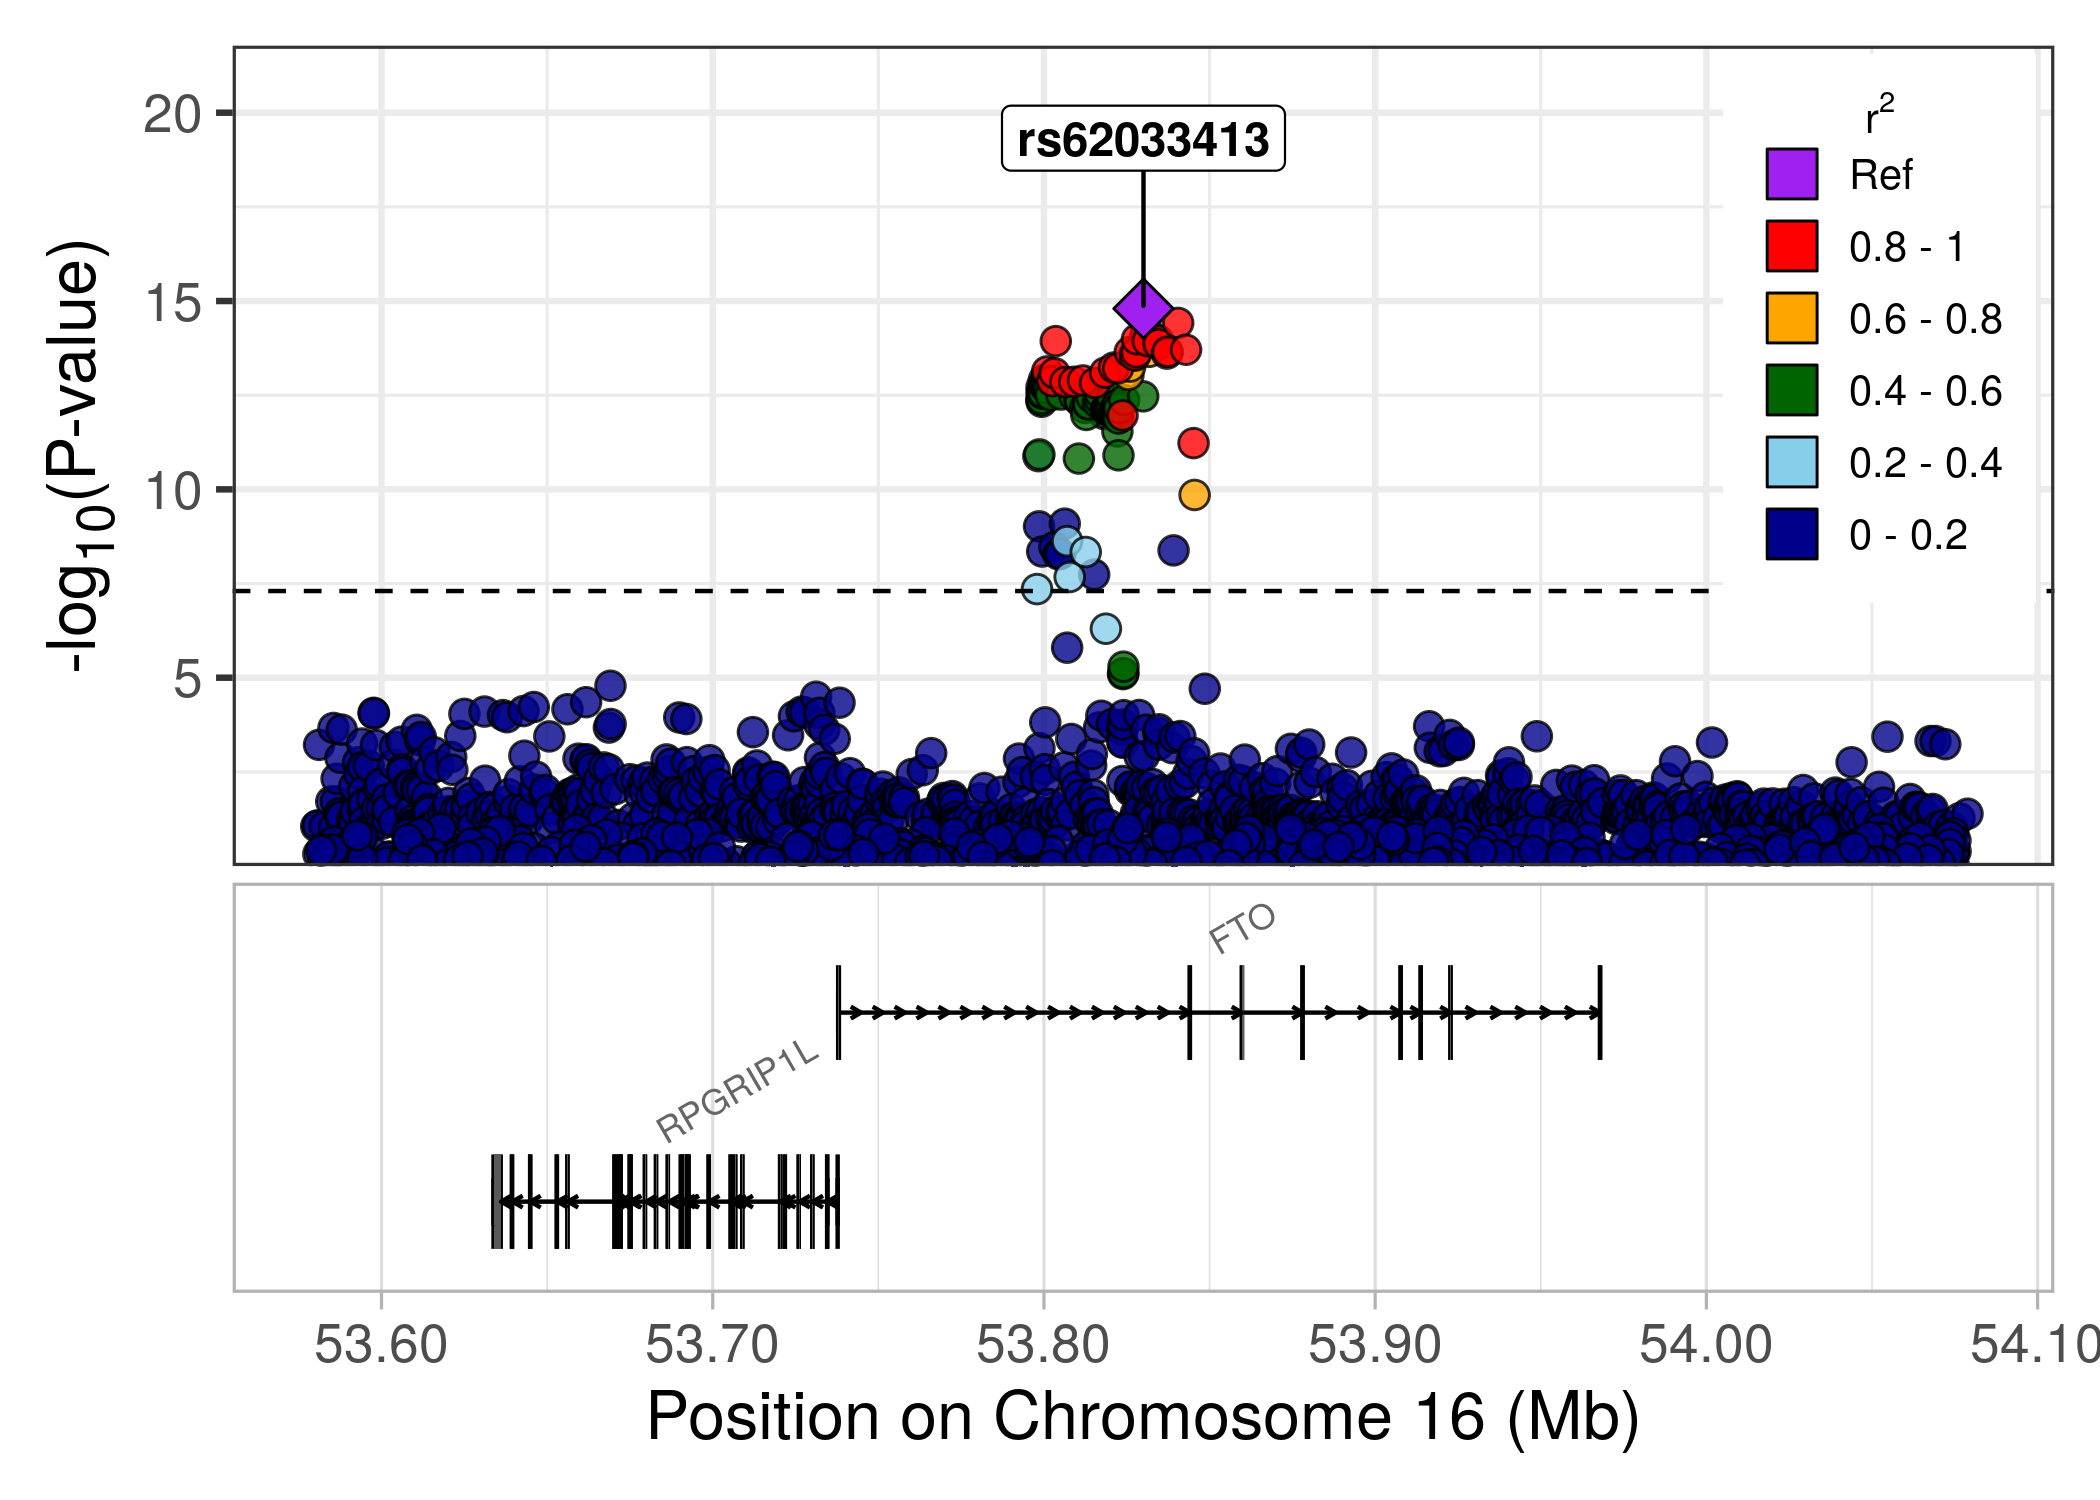 20
15
10
5
-log10(P-value)
rs62033413
r2
Ref
0.8 - 1
0.6 - 0.8
0.4 - 0.6
0.2 - 0.4
0 - 0.2
FTO
RPGRIP1L
53.60 53.70 53.80 53.90 54.00 54.10
Position on Chromosome 16 (Mb)